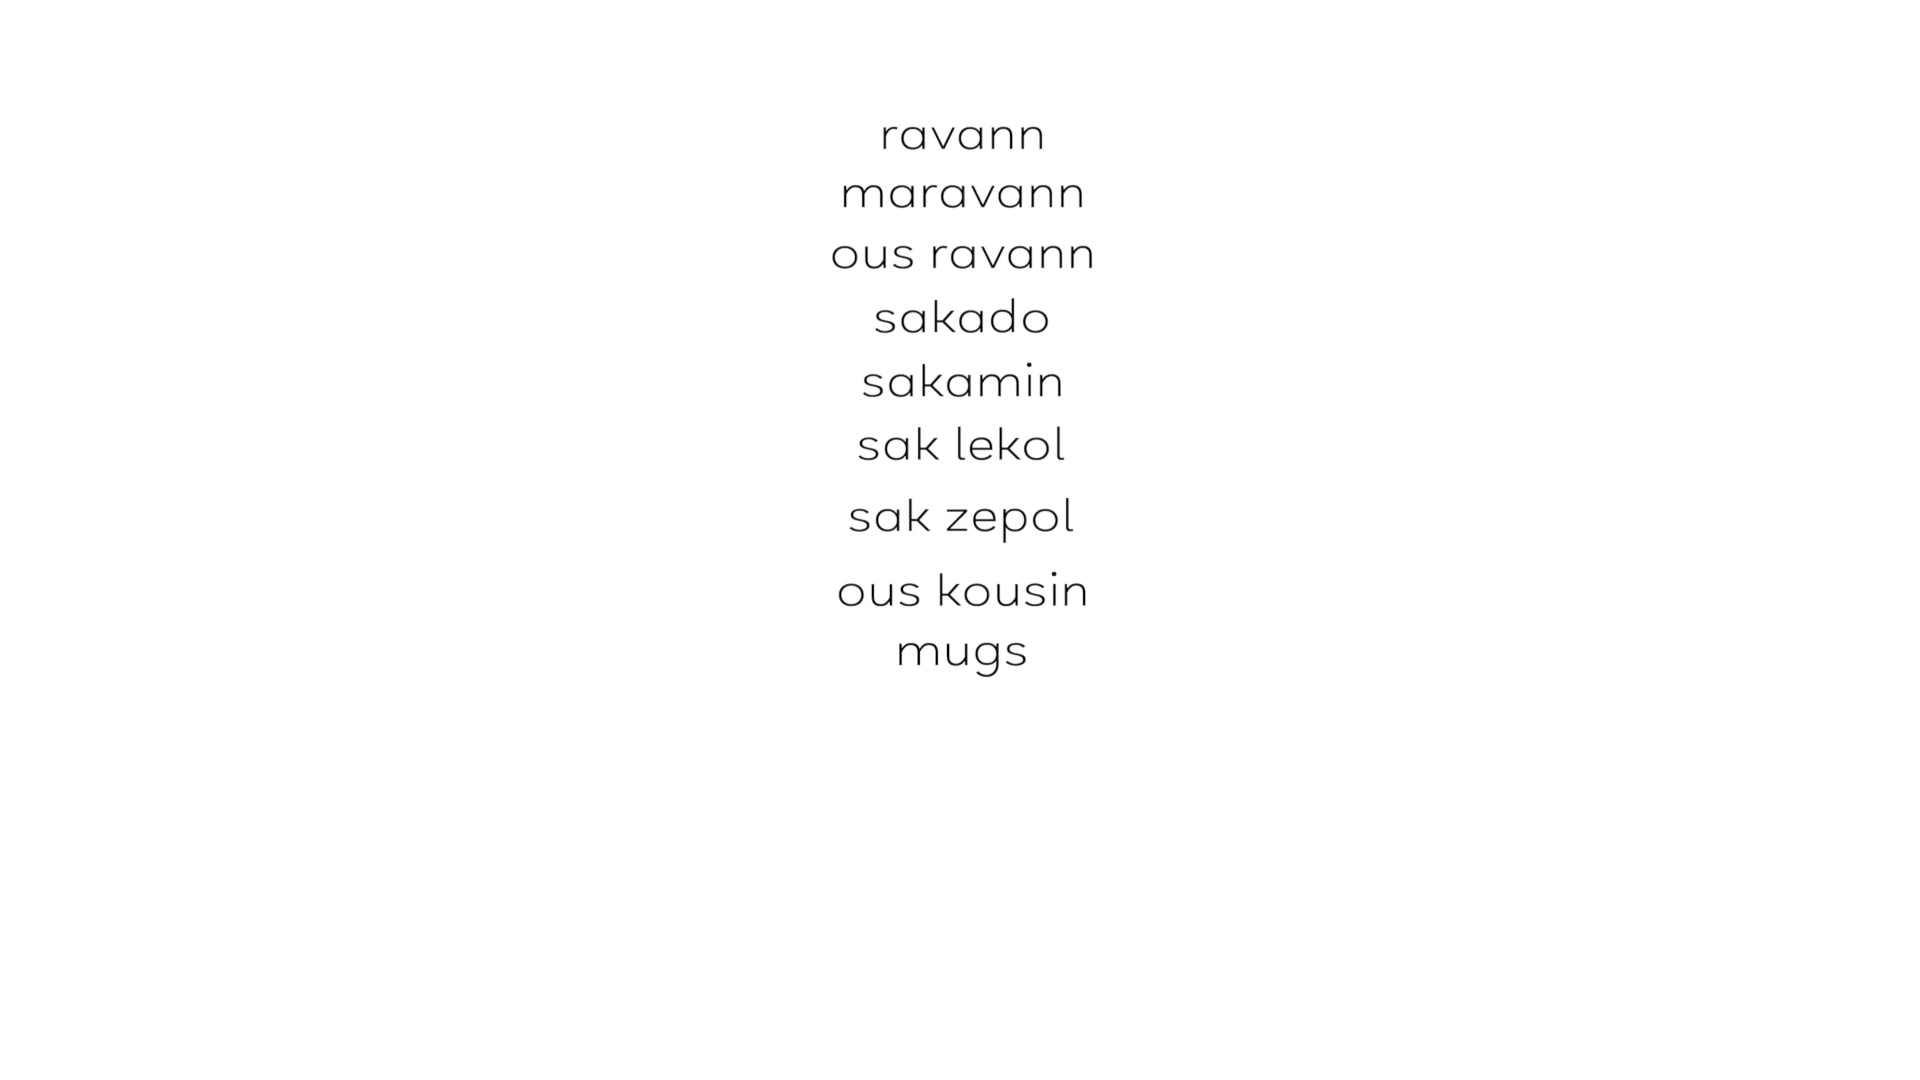 ravann
maravann
ous ravann
sakado
sakamin
sak lekol
sak zepol
ous kousin
mugs